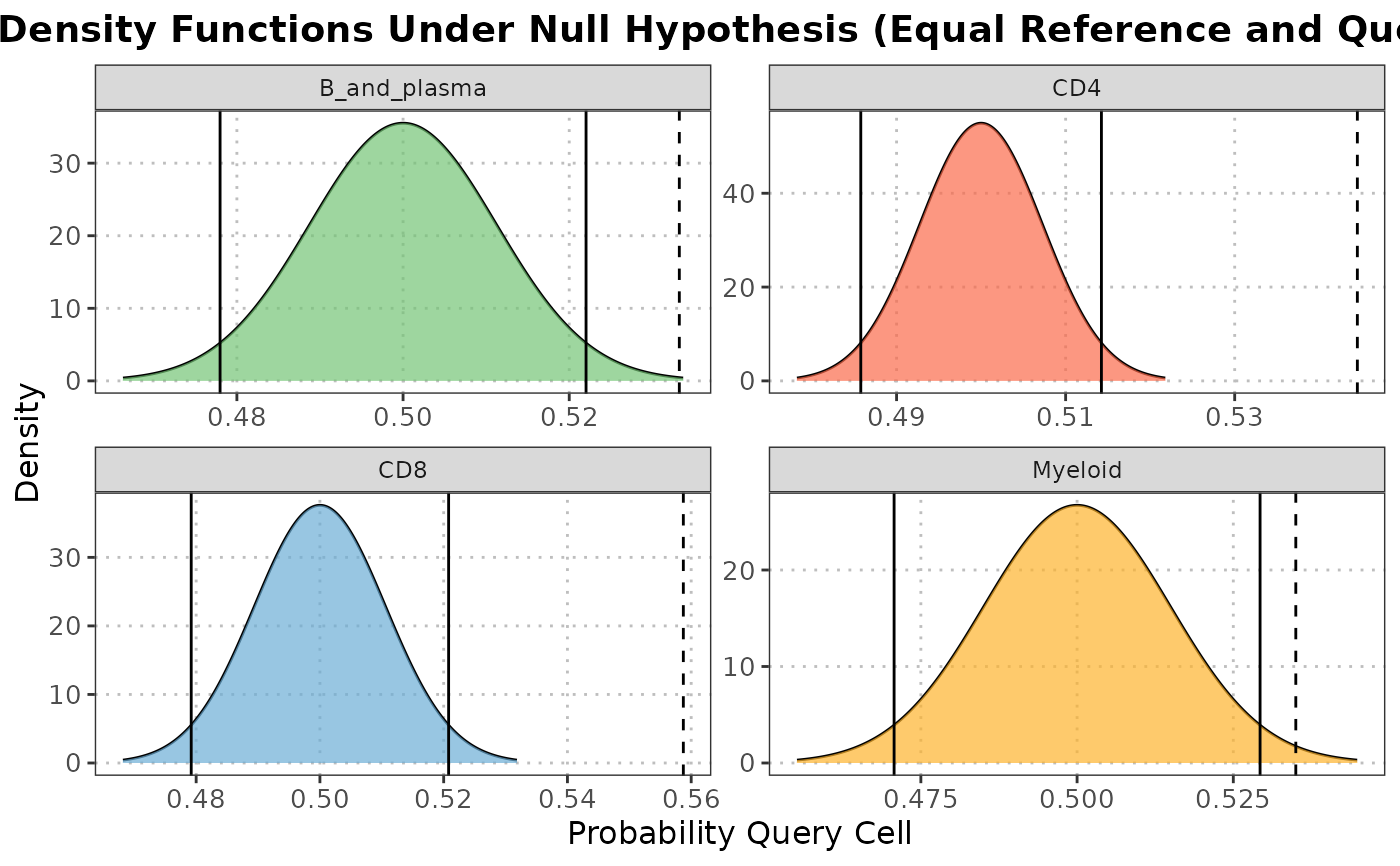 Density Functions Under Null Hypothesis (Equal Reference and
B_and_plasma
CD4
30
20
10
0
40
20
0
0.48 0.50 0.52
0.49 0.51 0.53
Density
CD8
Myeloid
30
20
10
0
20
10
0
0.48 0.50 0.52 0.54 0.56
0.475 0.500 0.525
Probability Query Cell